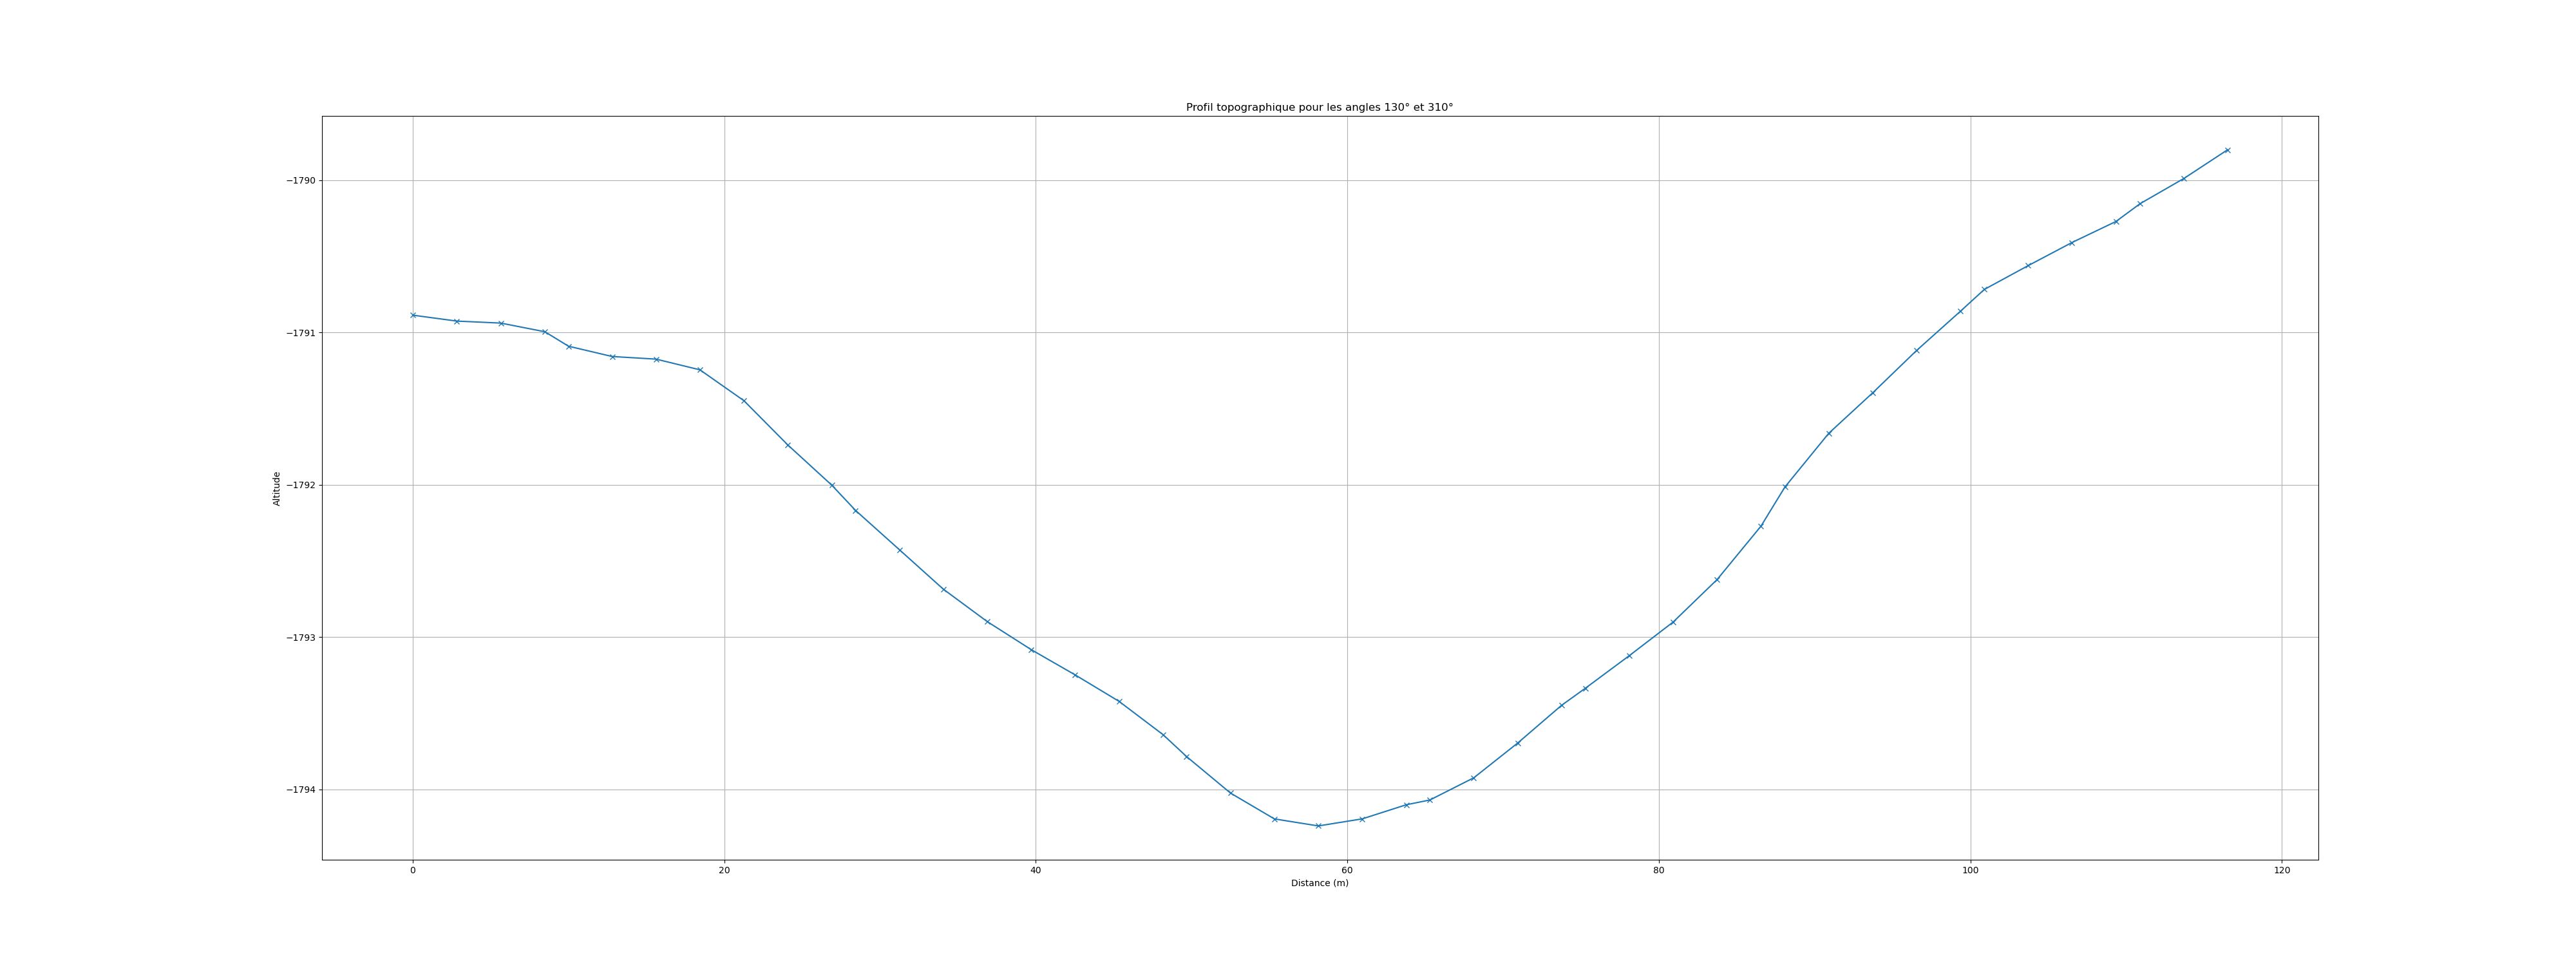 Profil topographique pour les angles 130° et 310°
Altitude
−1790
−1791
−1792
−1793
−1794
0 20 40 60 80 100 120
Distance (m)